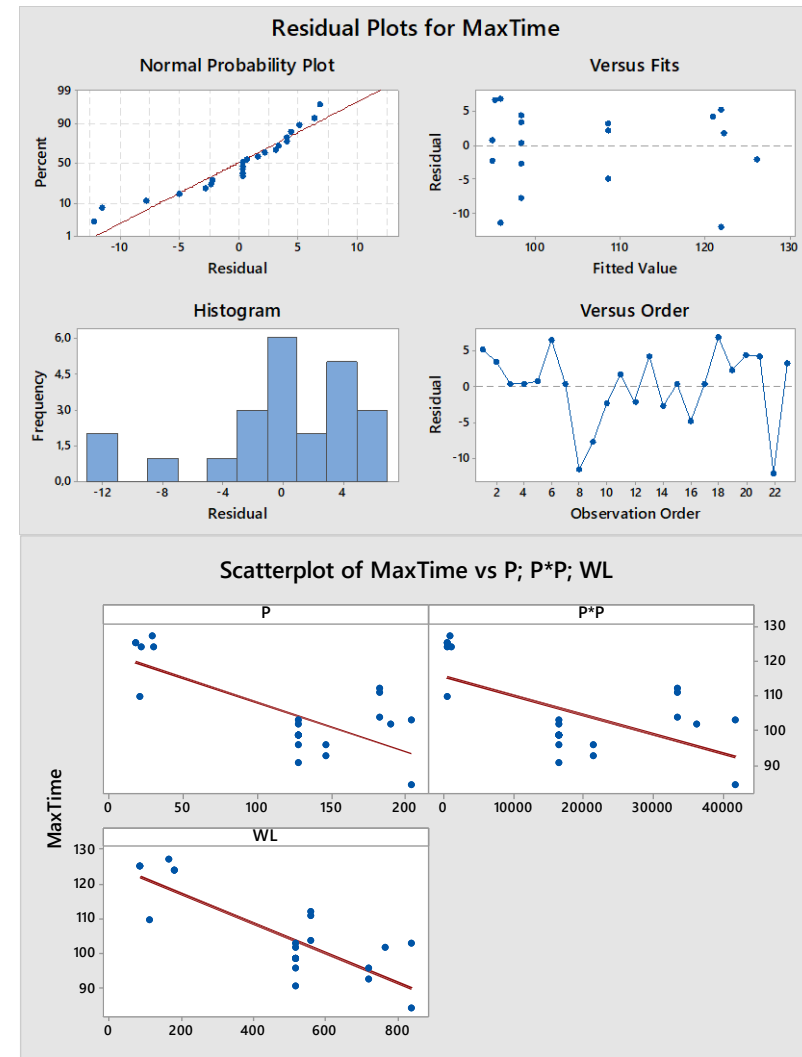 Residual Plots for MaxTime
Normal Probability Plot
99
90
50
10
1
Percent
-10 -5 0 5 10
Residual
Versus Fits
5
0
-5
-10
Residual
100 110 120 130
Fitted Value
Histogram
6,0
4,5
3,0
1,5
0,0
Frequency
-12 -8 -4 0 4
Residual
Versus Order
5
0
-5
-10
Residual
2 4 6 8 10 12 14 16 18 20 22
Observation Order
Scatterplot of MaxTime vs P; P*P; WL
P
P*P
130
120
110
100
90
0 50 100 150 200
0 10000 20000 30000 40000
MaxTime
WL
130
120
110
100
90
0 200 400 600 800